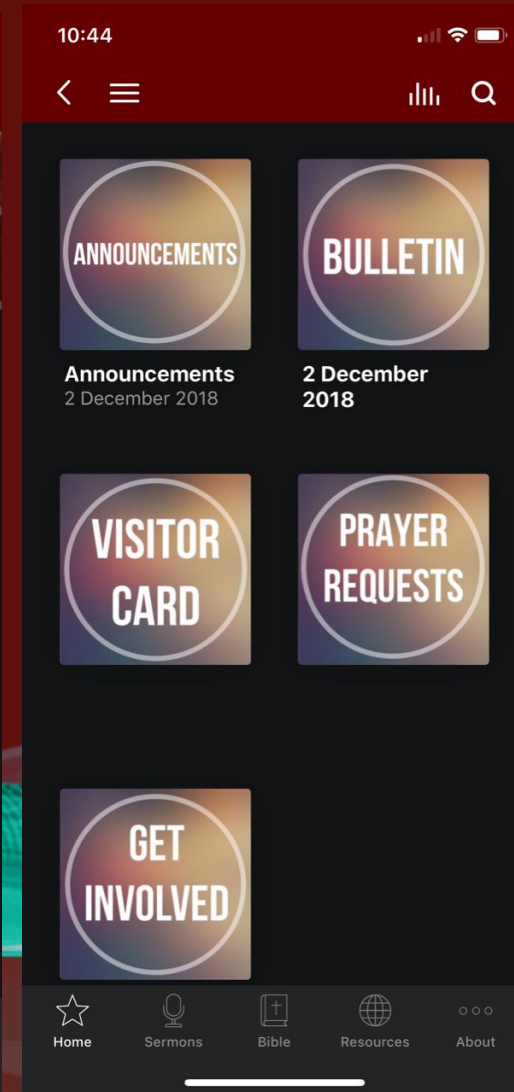 10:44
ANNOUNCEMENTS
BULLETIN
Announcements
2 December 2018
2 December
2018
VISITOR
CARD
PRAYER
REQUESTS
GET
INVOLVED
Home
Sermons
Bible
Resources
About